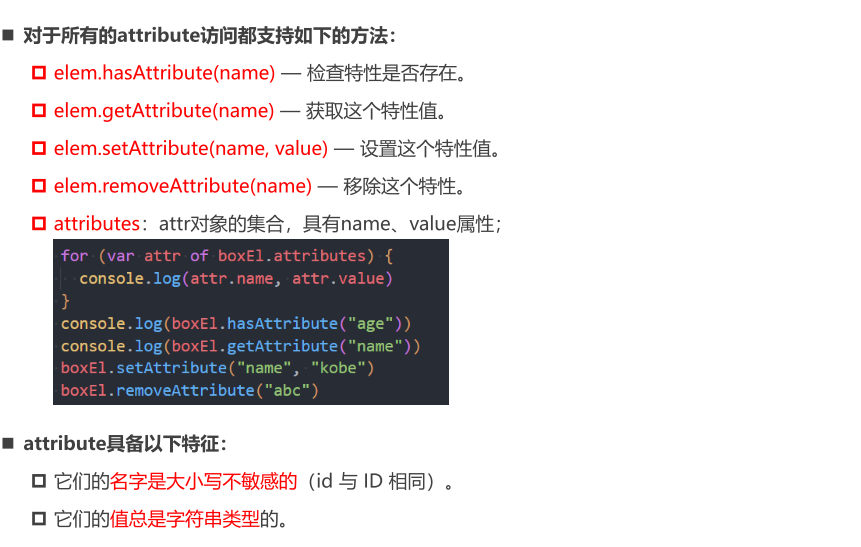 对于所有的attribute访问都支持如下的方法：
elem.hasAttribute(name) — 检查特性是否存在。
elem.getAttribute(name) — 获取这个特性值。
elem.setAttribute(name, value) — 设置这个特性值。
elem.removeAttribute(name) — 移除这个特性。
attributes：attr对象的集合，具有name、value属性；
for (var attr of boxEl.attributes) {
  console.log(attr.name, attr.value)
}
console.log(boxEl.hasAttribute("age"))
console.log(boxEl.getAttribute("name"))
boxEl.setAttribute("name", "kobe")
boxEl.removeAttribute("abc")
attribute具备以下特征：
它们的名字是大小写不敏感的（id 与 ID 相同）。
它们的值总是字符串类型的。